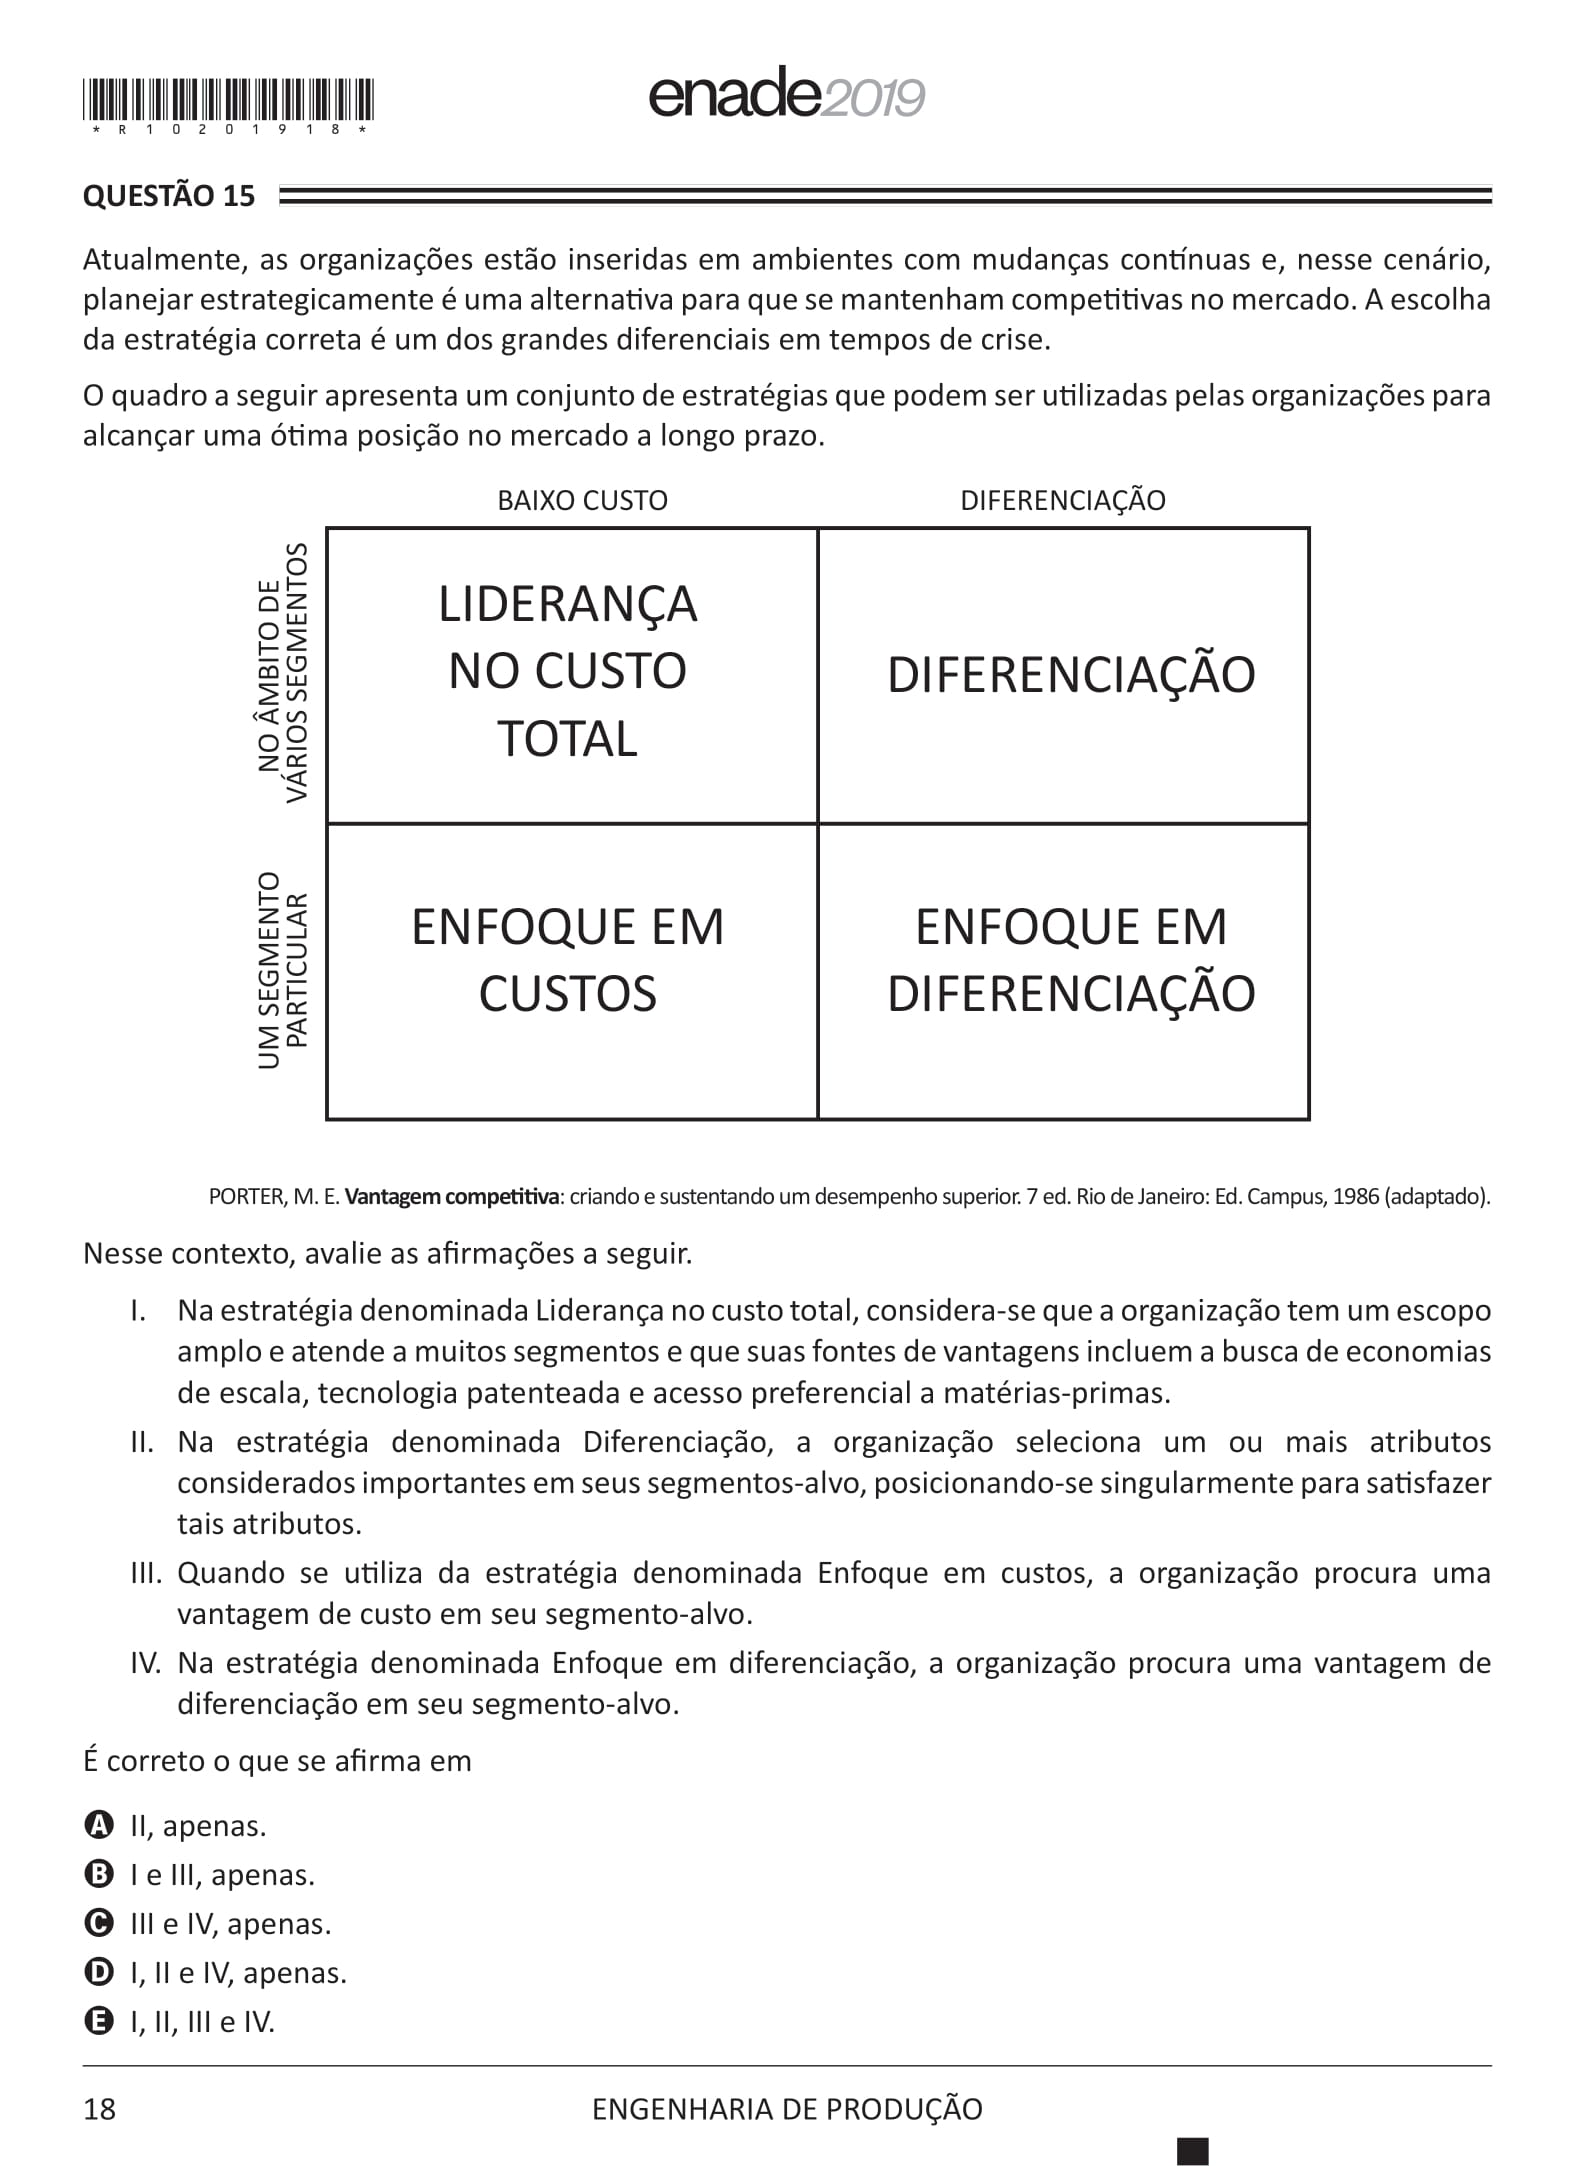 *R10201918*
enade2019
QUESTÃO 15
Atualmente, as organizações estão inseridas em ambientes com mudanças contínuas e, nesse cenário,
planejar estrategicamente é uma alternativa para que se mantenham competitivas no mercado. A escolha
da estratégia correta é um dos grandes diferenciais em tempos de crise.
O quadro a seguir apresenta um conjunto de estratégias que podem ser utilizadas pelas organizações para
alcançar uma ótima posição no mercado a longo prazo.
BAIXO CUSTO
DIFERENCIAÇÃO
NO ÂMBITO DE
VÁRIOS SEGMENTOS
LIDERANÇA
NO CUSTO
TOTAL
DIFERENCIAÇÃO
UM SEGMENTO
PARTICULAR
ENFOQUE EM
CUSTOS
ENFOQUE EM
DIFERENCIAÇÃO
PORTER, M. E. Vantagem competitiva: criando e sustentando um desempenho superior. 7 ed. Rio de Janeiro: Ed. Campus, 1986 (adaptado).
Nesse contexto, avalie as afirmações a seguir.
I. Na estratégia denominada Liderança no custo total, considera-se que a organização tem um escopo
amplo e atende a muitos segmentos e que suas fontes de vantagens incluem a busca de economias
de escala, tecnologia patenteada e acesso preferencial a matérias-primas.
II. Na estratégia denominada Diferenciação, a organização seleciona um ou mais atributos
considerados importantes em seus segmentos-alvo, posicionando-se singularmente para satisfazer
tais atributos.
III. Quando se utiliza da estratégia denominada Enfoque em custos, a organização procura uma
vantagem de custo em seu segmento-alvo.
IV. Na estratégia denominada Enfoque em diferenciação, a organização procura uma vantagem de
diferenciação em seu segmento-alvo.
É correto o que se afirma em
A II, apenas.
B I e III, apenas.
C III e IV, apenas.
D I, II e IV, apenas.
E I, II, III e IV.
18
ENGENHARIA DE PRODUÇÃO